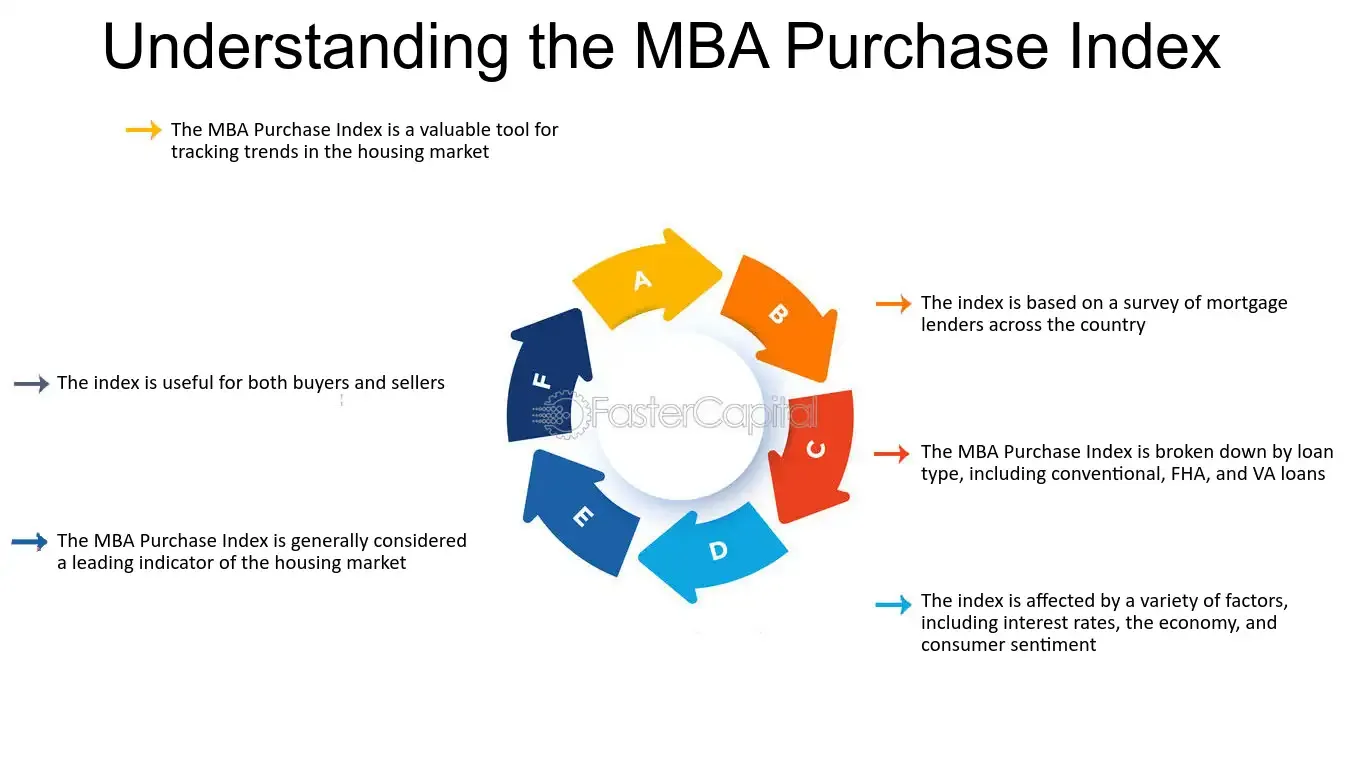 Understanding the MBA Purchase Index
The MBA Purchase Index is a valuable tool for
tracking trends in the housing market
A
B
The index is based on a survey of mortgage
lenders across the country
The index is useful for both buyers and sellers
F
FasterCapital
C
The MBA Purchase Index is broken down by loan
type, including conventional, FHA, and VA loans
The MBA Purchase Index is generally considered
a leading indicator of the housing market
E
D
The index is affected by a variety of factors,
including interest rates, the economy, and
consumer sentiment